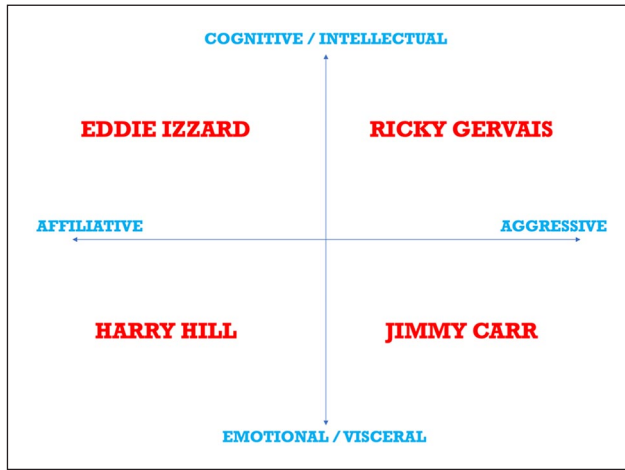 COGNITIVE / INTELLECTUAL
EDDIE IZZARD
RICKY GERVAIS
AFFILIATIVE
AGGRESSIVE
HARRY HILL
JIMMY CARR
EMOTIONAL / VISCERAL